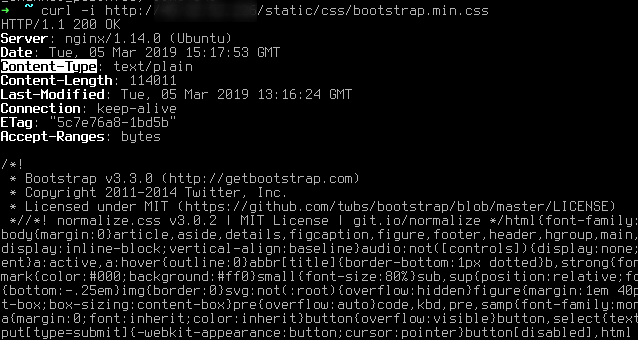 ➜ ~ curl -i http:// /static/css/bootstrap.min.css
HTTP/1.1 200 OK
Server: nginx/1.14.0 (Ubuntu)
Date: Tue, 05 Mar 2019 15:17:53 GMT
Content-Type: text/plain
Content-Length: 114011
Last-Modified: Tue, 05 Mar 2019 13:16:24 GMT
Connection: keep-alive
ETag: "5c7e76a8-1bd5b"
Accept-Ranges: bytes
/*!
 * Bootstrap v3.3.0 (http://getbootstrap.com)
 * Copyright 2011-2014 Twitter, Inc.
 * Licensed under MIT (https://github.com/twbs/bootstrap/blob/master/LICENSE)
 *//*! normalize.css v3.0.2 | MIT License | git.io/normalize */html{font-family:
body{margin:0}article,aside,details,figcaption,figure,footer,header,hgroup,main,
display:inline-block;vertical-align:baseline}audio:not([controls]){display:none;
ent}a:active,a:hover{outline:0}abbr[title]{border-bottom:1px dotted}b,strong{fon
mark{color:#000;background:#ff0}small{font-size:80%}sub,sup{position:relative;fo
{bottom:-.25em}img{border:0}svg:not(:root){overflow:hidden}figure{margin:1em 40p
t-box;box-sizing:content-box}pre{overflow:auto}code,kbd,pre,samp{font-family:mon
a{margin:0;font:inherit;color:inherit}button{overflow:visible}button,select{text
put[type=submit]{-webkit-appearance:button;cursor:pointer}button[disabled],html